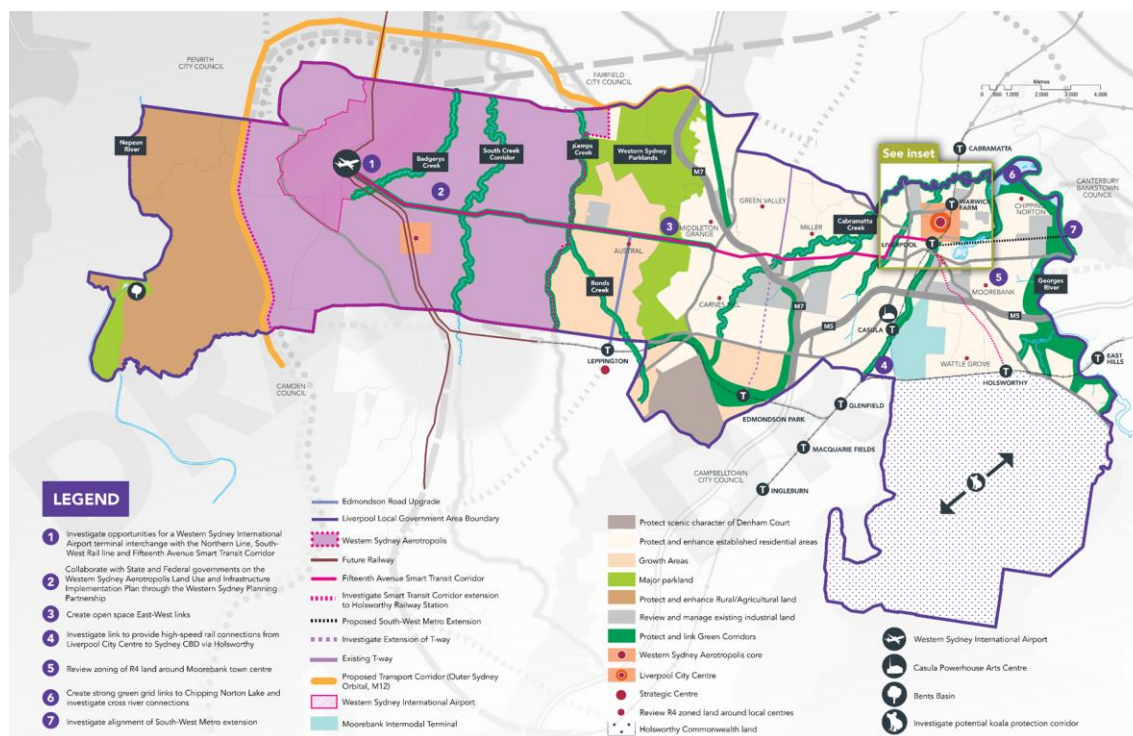 PENRITH
CITY COUNCIL
FAIRFIELD
CITY COUNCIL
Metres
0 500 1,000 2,000 3,000 4,000
Nepean
River
1
Badgerys
Creek
2
South Creek
Corridor
Kemps
Creek
Western Sydney
Parklands
M7
See inset
T
CABRAMATTA
6
CANTERBURY
BANKSTOWN
COUNCIL
T
WARWICK
FARM
CHIPPING
NORTON
7
GREEN VALLEY
3
MIDDLETON
GRANGE
MILLER
Cabramatta
Creek
LIVERPOOL
T
AUSTRAL
5
MOOREBANK
Georges
River
Bonds
Creek
CARNES HILL
M7
M5
CASULA
T
M5
WATTLE GROVE
T
EAST
HILLS
T
LEPPINGTON
4
T
HOLSWORTHY
CAMDEN
COUNCIL
T
EDMONDSON PARK
T
GLENFIELD
T
MACQUARIE FIELDS
CAMPBELLTOWN
CITY COUNCIL
T
INGLEBURN
LEGEND
1
Investigate opportunities for a Western Sydney International
Airport terminal interchange with the Northern Line, South-
West Rail line and Fifteenth Avenue Smart Transit Corridor
2
Collaborate with State and Federal governments on the
Western Sydney Aerotropolis Land Use and Infrastructure
Implementation Plan through the Western Sydney Planning
Partnership
3
Create open space East-West links
4
Investigate link to provide high-speed rail connections from
Liverpool City Centre to Sydney CBD via Holsworthy
5
Review zoning of R4 land around Moorebank town centre
6
Create strong green grid links to Chipping Norton Lake and
investigate cross river connections
7
Investigate alignment of South-West Metro extension
Edmondson Road Upgrade
Liverpool Local Government Area Boundary
Western Sydney Aerotropolis
Future Railway
Fifteenth Avenue Smart Transit Corridor
Investigate Smart Transit Corridor extension
to Holsworthy Railway Station
Proposed South-West Metro Extension
Investigate Extension of T-way
Existing T-way
Proposed Transport Corridor (Outer Sydney
Orbital, M12)
Western Sydney International Airport
Moorebank Intermodal Terminal
Protect scenic character of Denham Court
Protect and enhance established residential areas
Growth Areas
Major parkland
Protect and enhance Rural/Agricultural land
Review and manage existing industrial land
Protect and link Green Corridors
Western Sydney Aerotropolis core
Liverpool City Centre
Strategic Centre
Review R4 zoned land around local centres
Holsworthy Commonwealth land
Western Sydney International Airport
Casula Powerhouse Arts Centre
Bents Basin
Investigate potential koala protection corridor